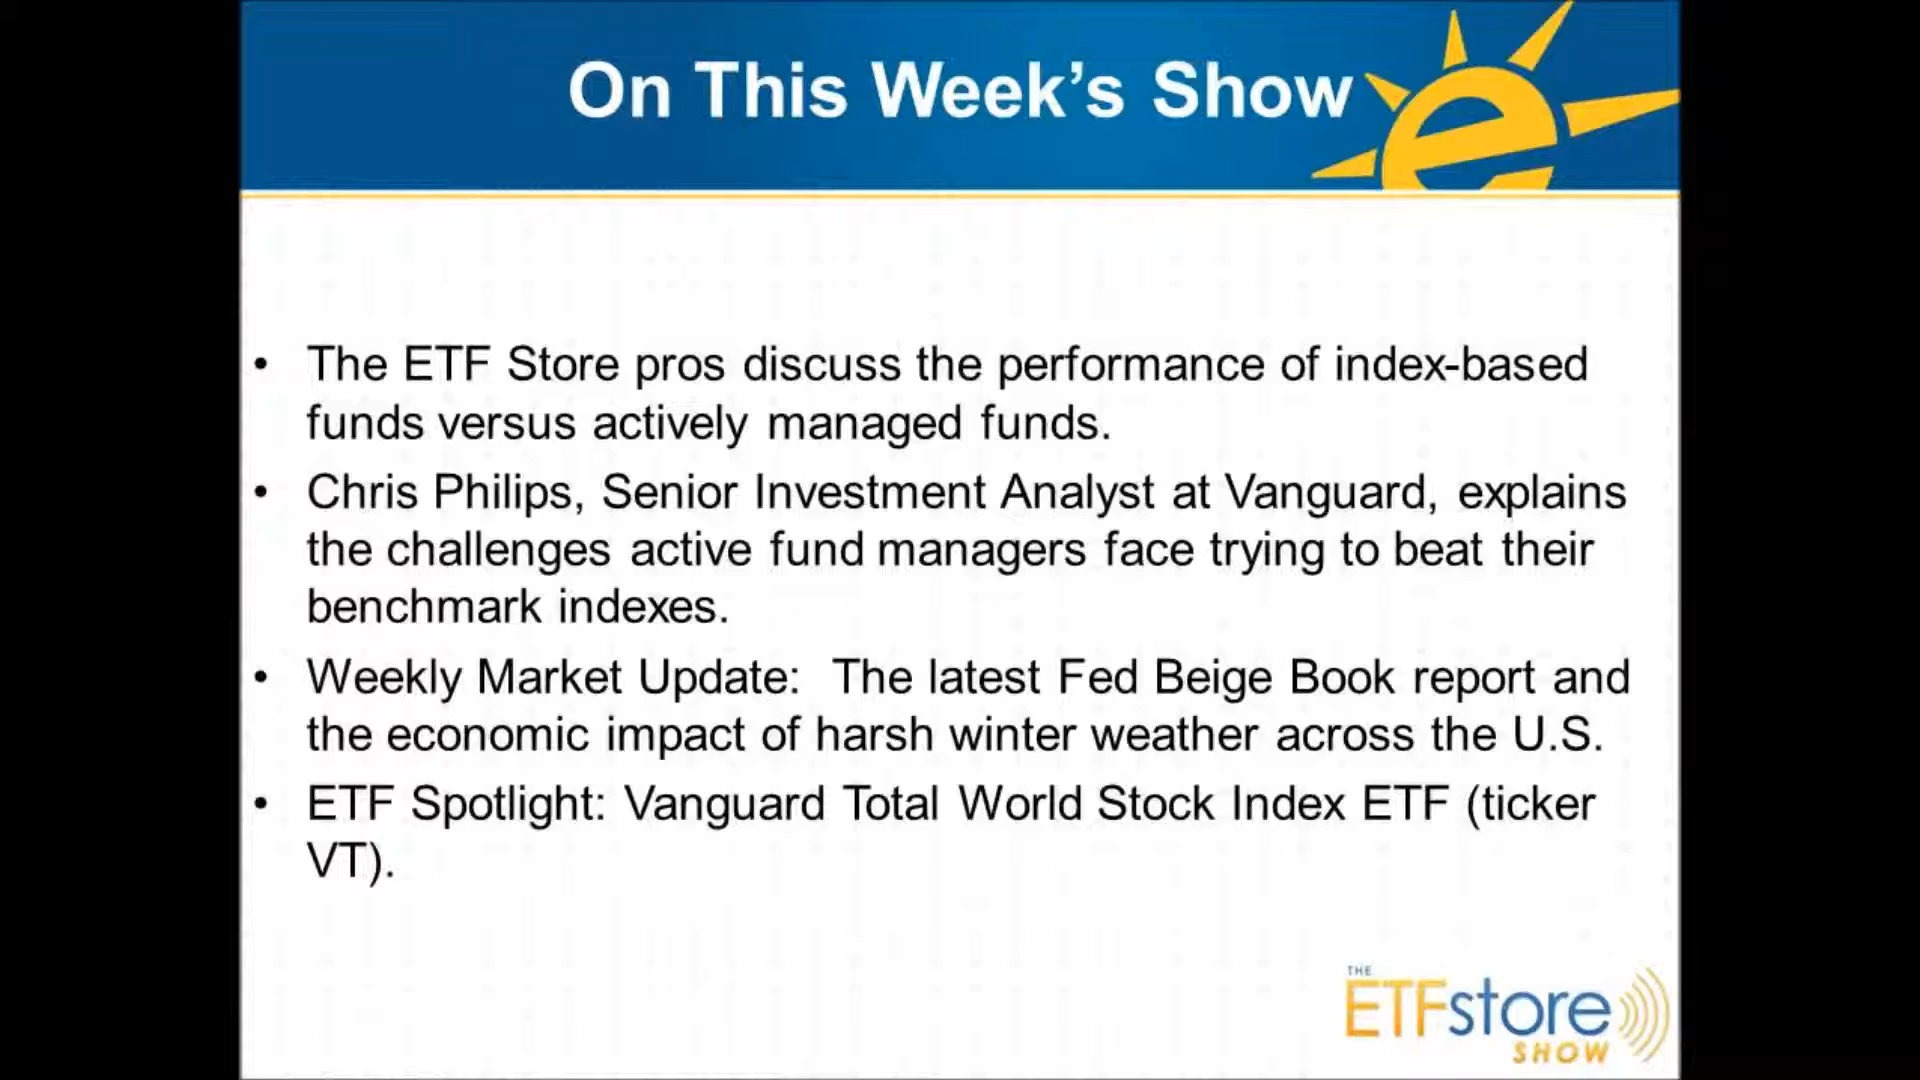 On This Week’s Show
• The ETF Store pros discuss the performance of index-based
funds versus actively managed funds.
• Chris Philips, Senior Investment Analyst at Vanguard, explains
the challenges active fund managers face trying to beat their
benchmark indexes.
• Weekly Market Update:  The latest Fed Beige Book report and
the economic impact of harsh winter weather across the U.S.
• ETF Spotlight: Vanguard Total World Stock Index ETF (ticker
VT).
THE
ETFstore
SHOW